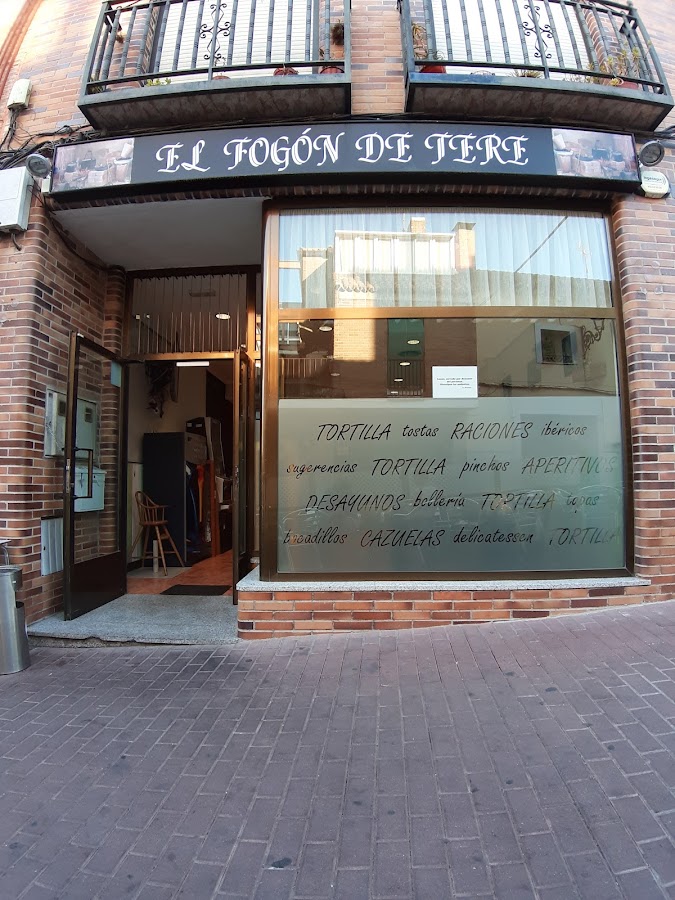 EL FOGÓN DE TERE
TORTILLA tostas RACIONES ibéricos
sugerencias TORTILLA pinchos APERITIVOS
DESAYUNOS bollería TORTILLA tapas
bocadillos CAZUELAS delicatessen TORTILLA